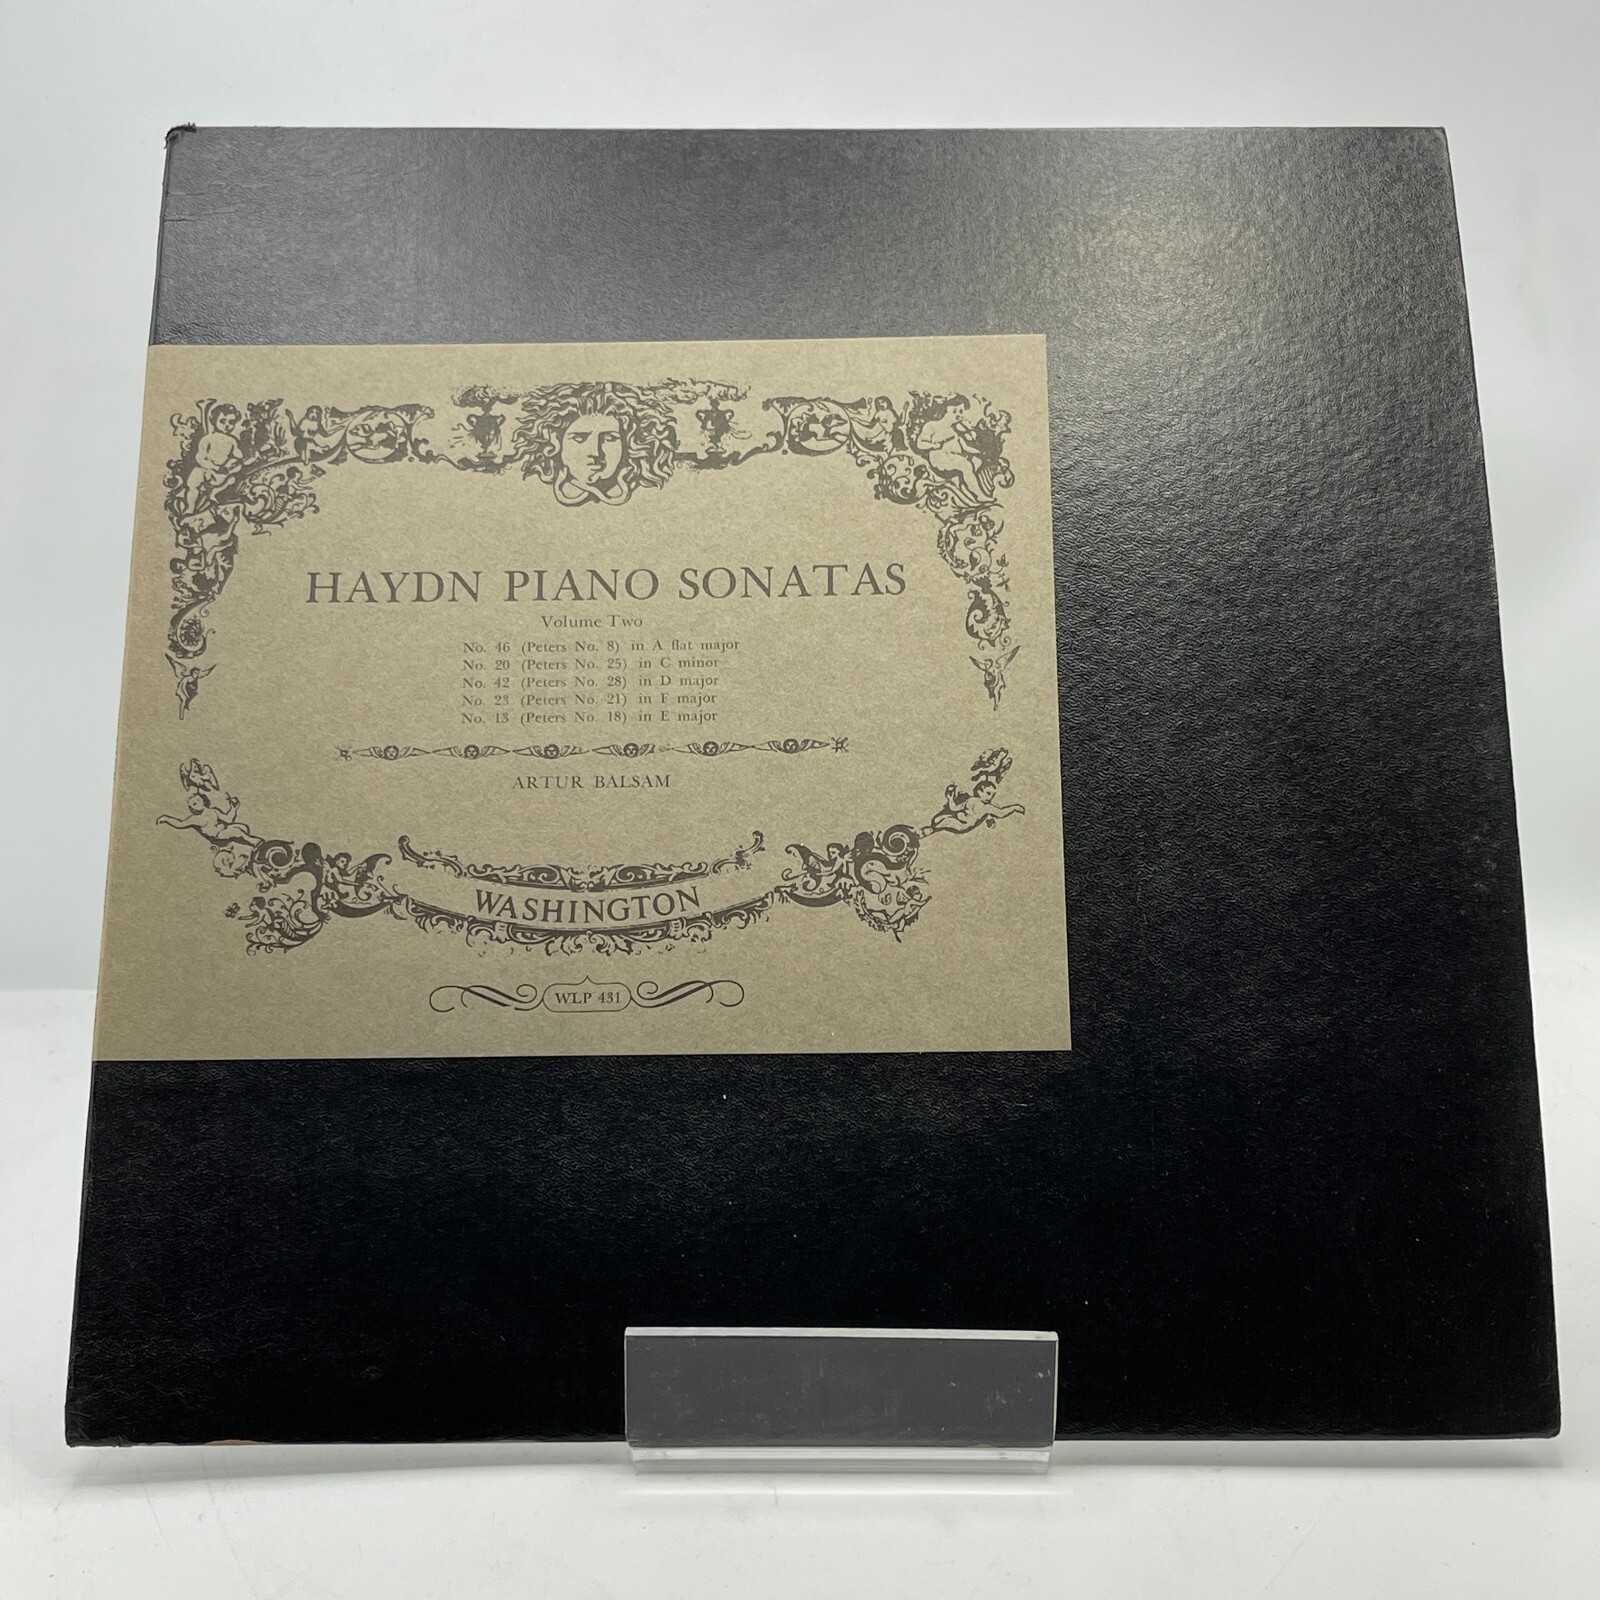 HAYDN PIANO SONATAS
Volume Two
No. 46 (Peters No. 8) in A flat major
No. 20 (Peters No. 25) in C minor
No. 42 (Peters No. 28) in D major
No. 23 (Peters No. 21) in F major
No. 13 (Peters No. 18) in E major
ARTUR BALSAM
WASHINGTON
WLP 431